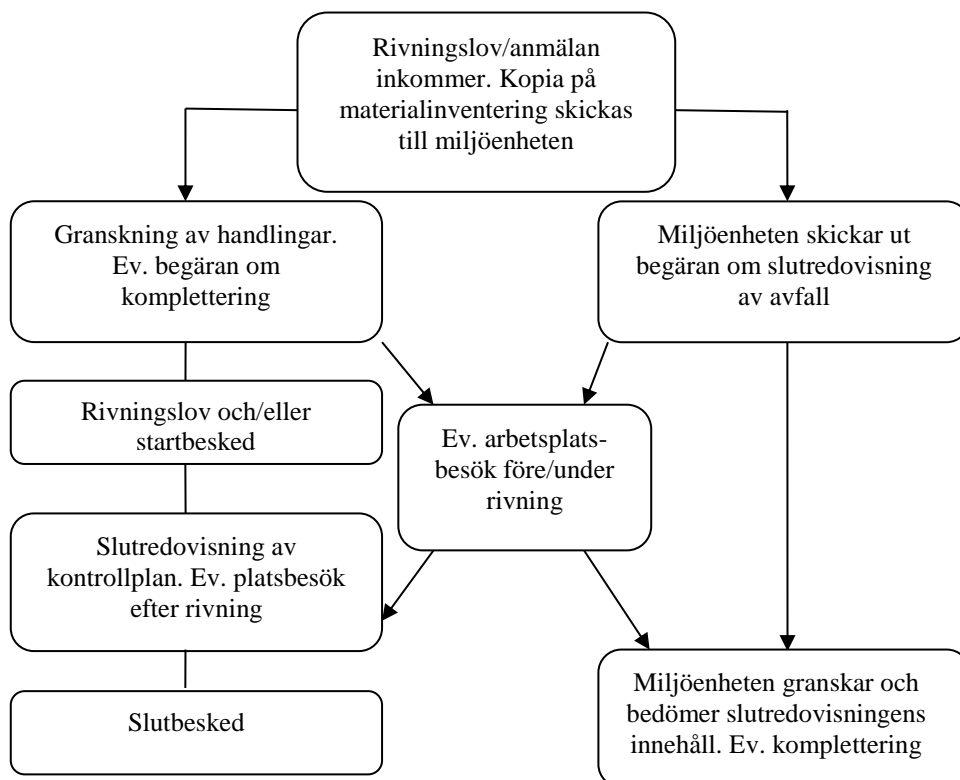 Rivningslov/anmälan
inkommer. Kopia på
materialinventering skickas
till miljöenheten
Granskning av handlingar.
Ev. begäran om
komplettering
Miljöenheten skickar ut
begäran om slutredovisning
av avfall
Rivningslov och/eller
startbesked
Ev. arbetsplats-
besök före/under
rivning
Slutredovisning av
kontrollplan. Ev. platsbesök
efter rivning
Slutbesked
Miljöenheten granskar och
bedömer slutredovisningens
innehåll. Ev. komplettering